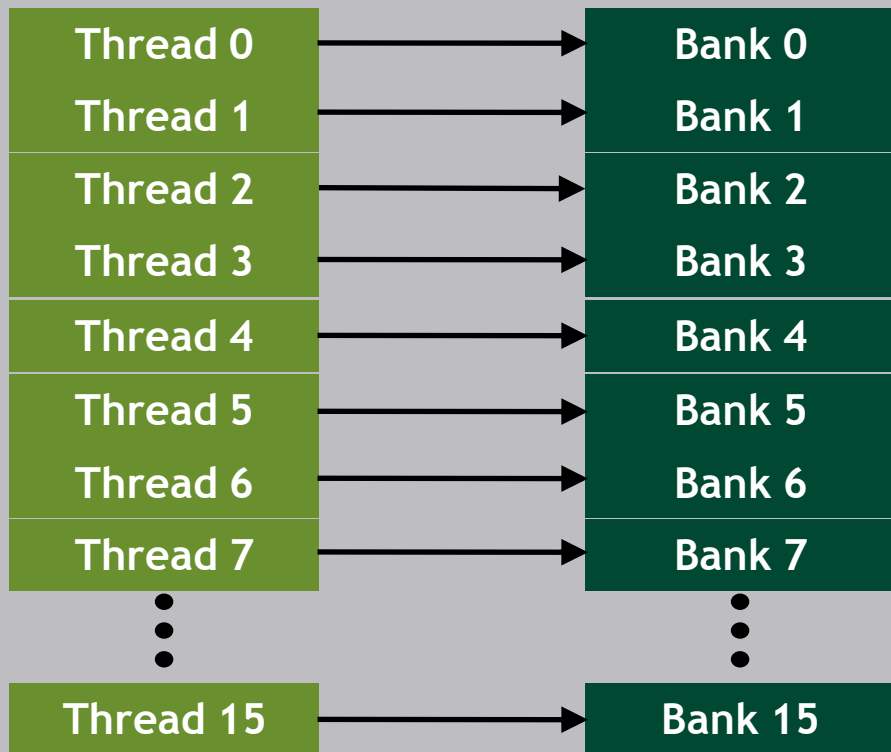 Thread 0 Bank 0
Thread 1 Bank 1
Thread 2 Bank 2
Thread 3 Bank 3
Thread 4 Bank 4
Thread 5 Bank 5
Thread 6 Bank 6
Thread 7 Bank 7
Thread 15 Bank 15